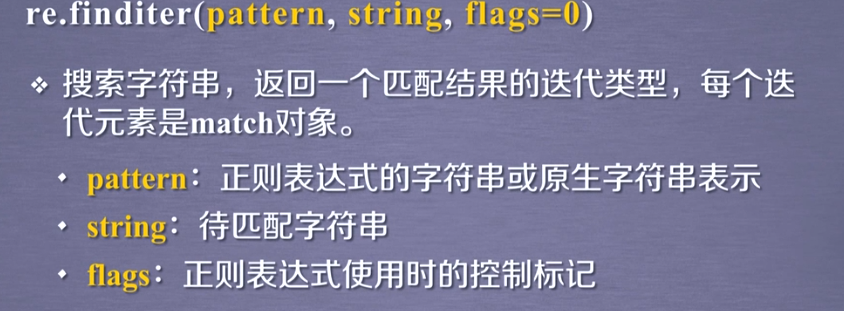 re.finditer(pattern, string, flags=0)
❖ 搜索字符串，返回一个匹配结果的迭代类型，每个迭
代元素是match对象。
• pattern：正则表达式的字符串或原生字符串表示
• string：待匹配字符串
• flags：正则表达式使用时的控制标记